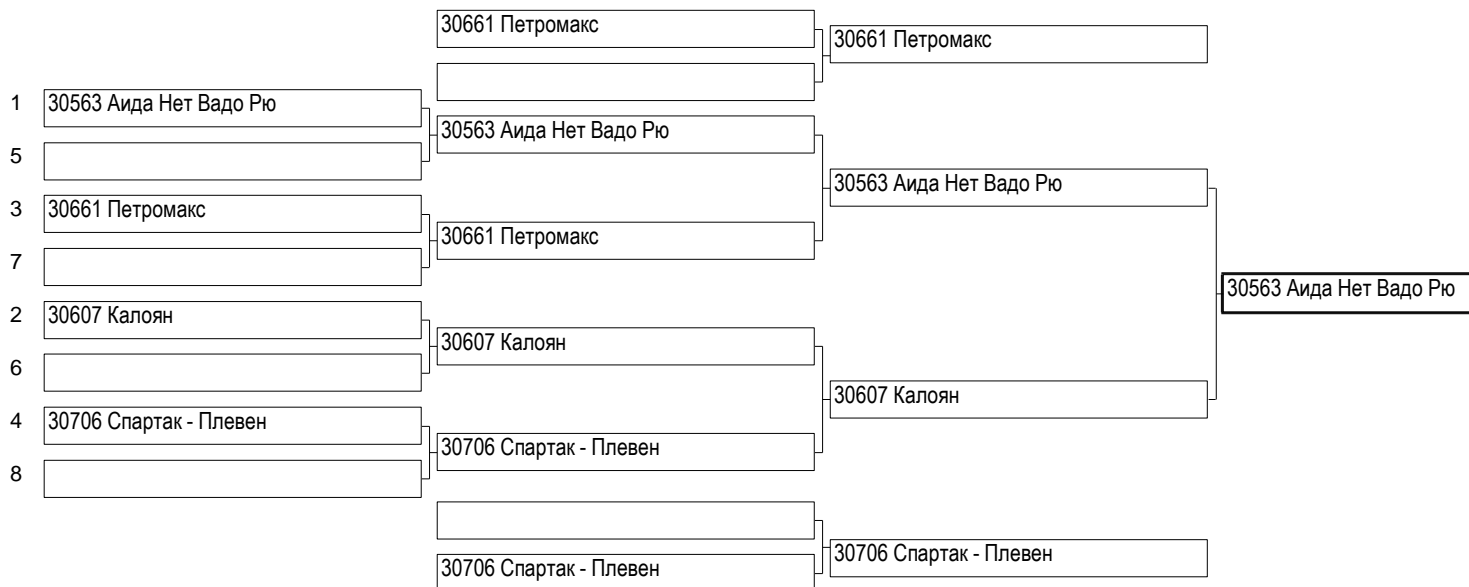 30661 Петромакс
30661 Петромакс
1 30563 Аида Нет Вадо Рю
30563 Аида Нет Вадо Рю
5
30563 Аида Нет Вадо Рю
3 30661 Петромакс
30661 Петромакс
7
30563 Аида Нет Вадо Рю
2 30607 Калоян
30607 Калоян
6
30607 Калоян
4 30706 Спартак - Плевен
30706 Спартак - Плевен
8
30706 Спартак - Плевен
30706 Спартак - Плевен